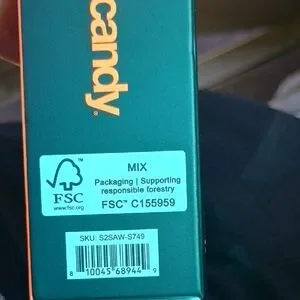 candy.
MIX
Packaging | Supporting
responsible forestry
FSC™ C155959
FSC
www.fsc.org
SKU: S2SAW-S749
8 10045 68944 9